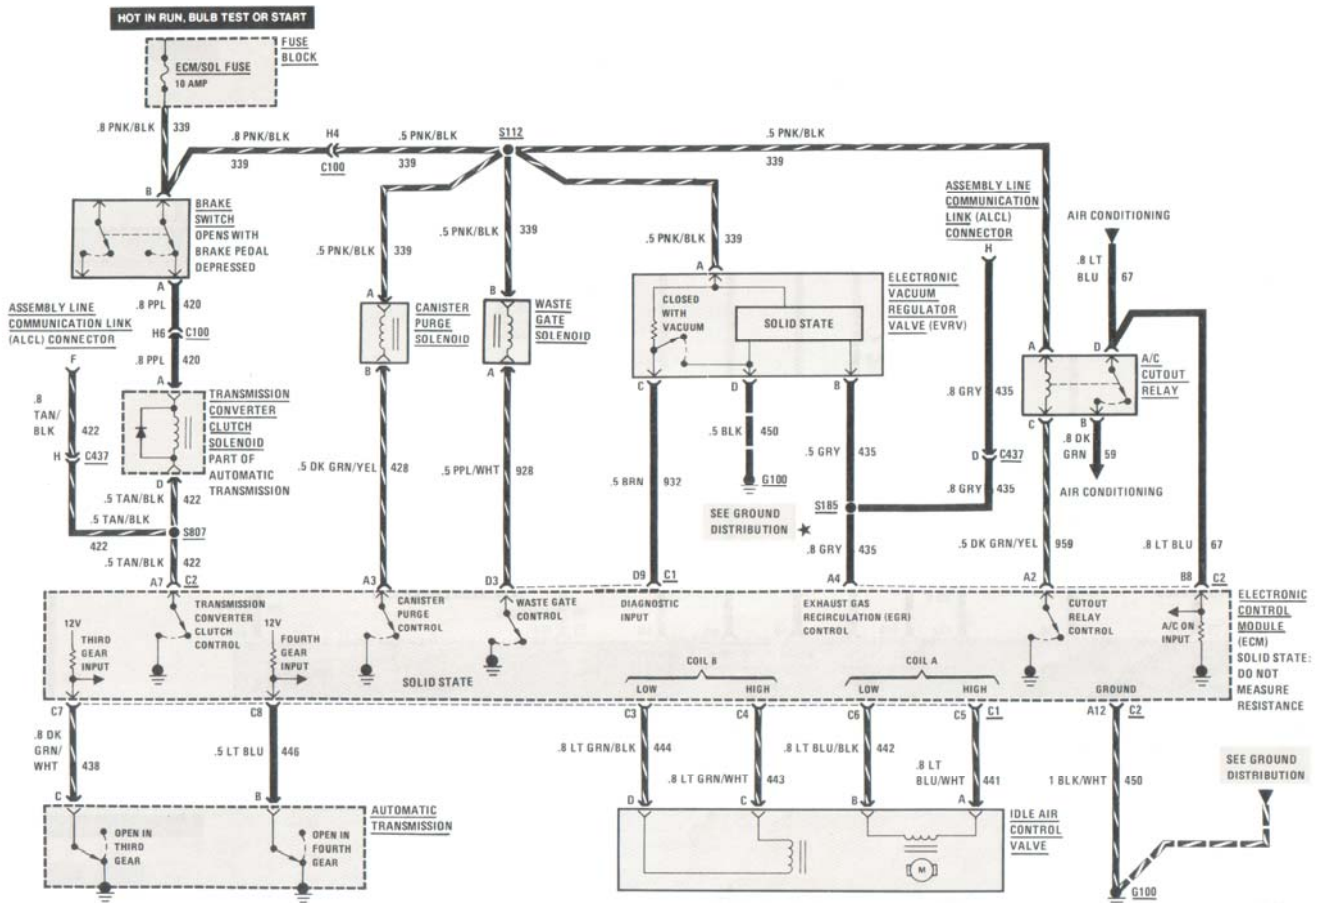 HOT IN RUN, BULB TEST OR START
FUSE
BLOCK
ECM/SOL FUSE
10 AMP
.8 PNK/BLK 339
.8 PNK/BLK
339
H4
C100
.5 PNK/BLK
339
S112
.5 PNK/BLK
339
B
BRAKE
SWITCH
OPENS WITH
BRAKE PEDAL
DEPRESSED
A
.8 PPL 420
H6 C100
.8 PPL 420
A
ASSEMBLY LINE
COMMUNICATION LINK
(ALCL) CONNECTOR
F
.8
TAN/
BLK
422
H C437
TRANSMISSION
CONVERTER
CLUTCH
SOLENOID
PART OF
AUTOMATIC
TRANSMISSION
D
.5 TAN/BLK 422
.5 TAN/BLK
422
S807
.5 TAN/BLK 422
.5 PNK/BLK 339
A
CANISTER
PURGE
SOLENOID
B
.5 DK GRN/YEL 428
.5 PNK/BLK 339
B
WASTE
GATE
SOLENOID
A
.5 PPL/WHT 928
.5 PNK/BLK 339
A
CLOSED
WITH
VACUUM
SOLID STATE
ELECTRONIC
VACUUM
REGULATOR
VALVE (EVRV)
C
D
B
.5 BRN 932
.5 BLK 450
G100
SEE GROUND
DISTRIBUTION
.5 GRY 435
S185
.8 GRY 435
ASSEMBLY LINE
COMMUNICATION
LINK (ALCL)
CONNECTOR
H
.8 GRY 435
D C437
.8 GRY 435
AIR CONDITIONING
.8 LT
BLU 67
A
D
A/C
CUTOUT
RELAY
C
B
.8 DK
GRN 59
AIR CONDITIONING
.5 DK GRN/YEL 959
.8 LT BLU 67
A7 C2
A3
D3
D9 C1
A4
A2
B8 C2
12V
THIRD
GEAR
INPUT
TRANSMISSION
CONVERTER
CLUTCH
CONTROL
12V
FOURTH
GEAR
INPUT
CANISTER
PURGE
CONTROL
WASTE GATE
CONTROL
DIAGNOSTIC
INPUT
EXHAUST GAS
RECIRCULATION (EGR)
CONTROL
CUTOUT
RELAY
CONTROL
A/C ON
INPUT
ELECTRONIC
CONTROL
MODULE
(ECM)
SOLID STATE:
DO NOT
MEASURE
RESISTANCE
SOLID STATE
COIL B
LOW HIGH
COIL A
LOW HIGH
GROUND
C7
C8
C3
C4
C6
C5 C1
A12 C2
.8 DK
GRN/
WHT 438
.5 LT BLU 446
.8 LT GRN/BLK 444
.8 LT GRN/WHT 443
.8 LT BLU/BLK 442
.8 LT
BLU/WHT 441
1 BLK/WHT 450
SEE GROUND
DISTRIBUTION
C
B
AUTOMATIC
TRANSMISSION
OPEN IN
THIRD
GEAR
OPEN IN
FOURTH
GEAR
D
C
B
A
IDLE AIR
CONTROL
VALVE
M
G100